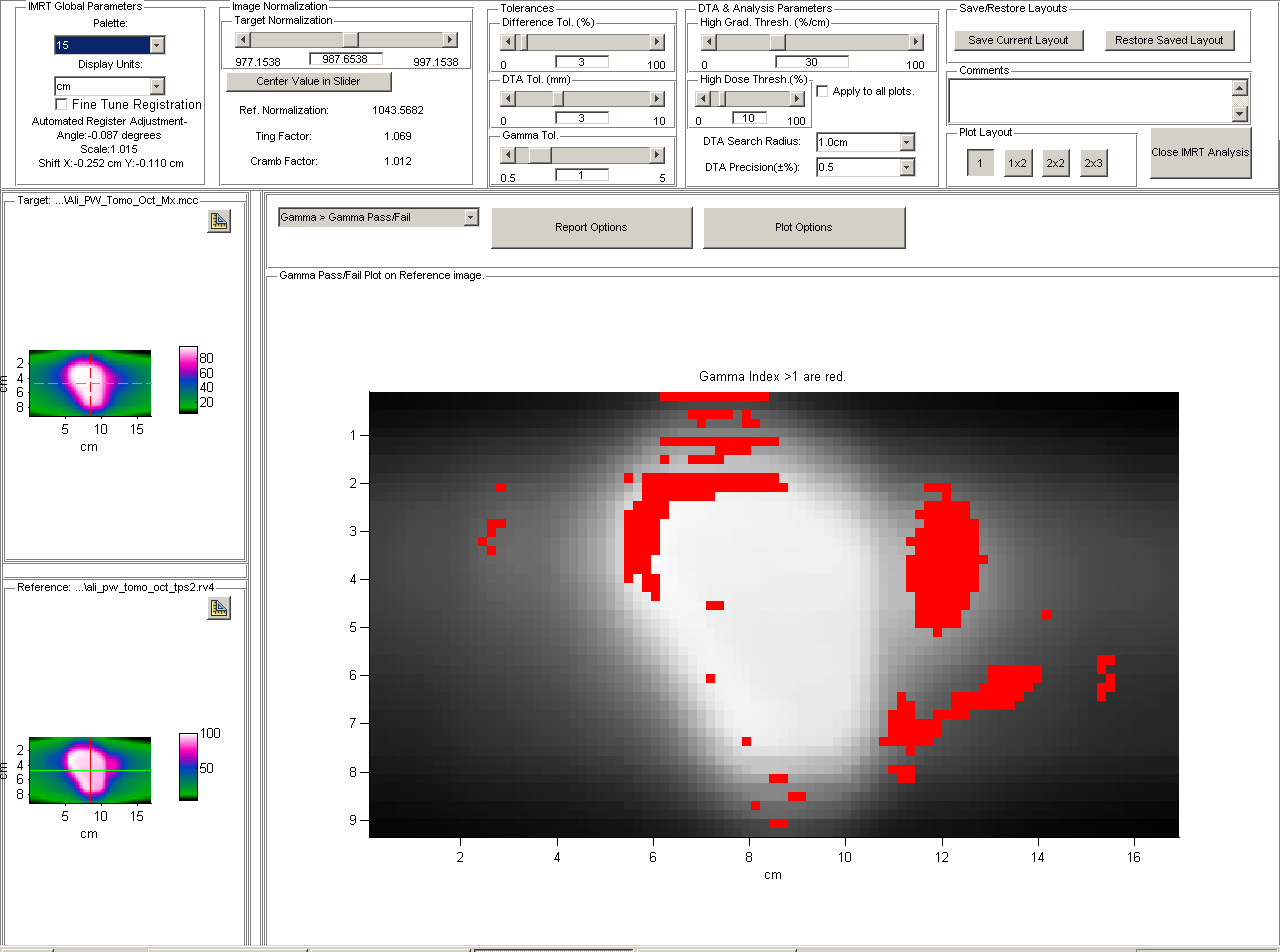 IMRT Global Parameters
Palette:
15
Display Units:
cm
Fine Tune Registration
Automated Register Adjustment-
Angle:-0.087 degrees
Scale:1.015
Shift X:-0.252 cm Y:-0.110 cm
Image Normalization
Target Normalization
977.1538 987.6538 997.1538
Center Value in Slider
Ref. Normalization: 1043.5682
Ting Factor: 1.069
Cramb Factor: 1.012
Tolerances
Difference Tol. (%)
0 3 100
DTA Tol. (mm)
0 3 10
Gamma Tol.
0.5 1 5
DTA & Analysis Parameters
High Grad. Thresh. (%/cm)
0 30 100
High Dose Thresh.(%)
0 10 100
Apply to all plots.
DTA Search Radius: 1.0cm
DTA Precision(±%): 0.5
Save/Restore Layouts
Save Current Layout Restore Saved Layout
Comments
Plot Layout
1 1x2 2x2 2x3
Close IMRT Analysis
Target: ...\Ali_PW_Tomo_Oct_Mx.mcc
2
4
6
8
cm
5 10 15
cm
80
60
40
20
Reference: ...\ali_pw_tomo_oct_tps2.rv4
2
4
6
8
cm
5 10 15
cm
100
50
Gamma > Gamma Pass/Fail
Report Options
Plot Options
Gamma Pass/Fail Plot on Reference image.
Gamma Index >1 are red.
1
2
3
4
5
6
7
8
9
2 4 6 8 10 12 14 16
cm